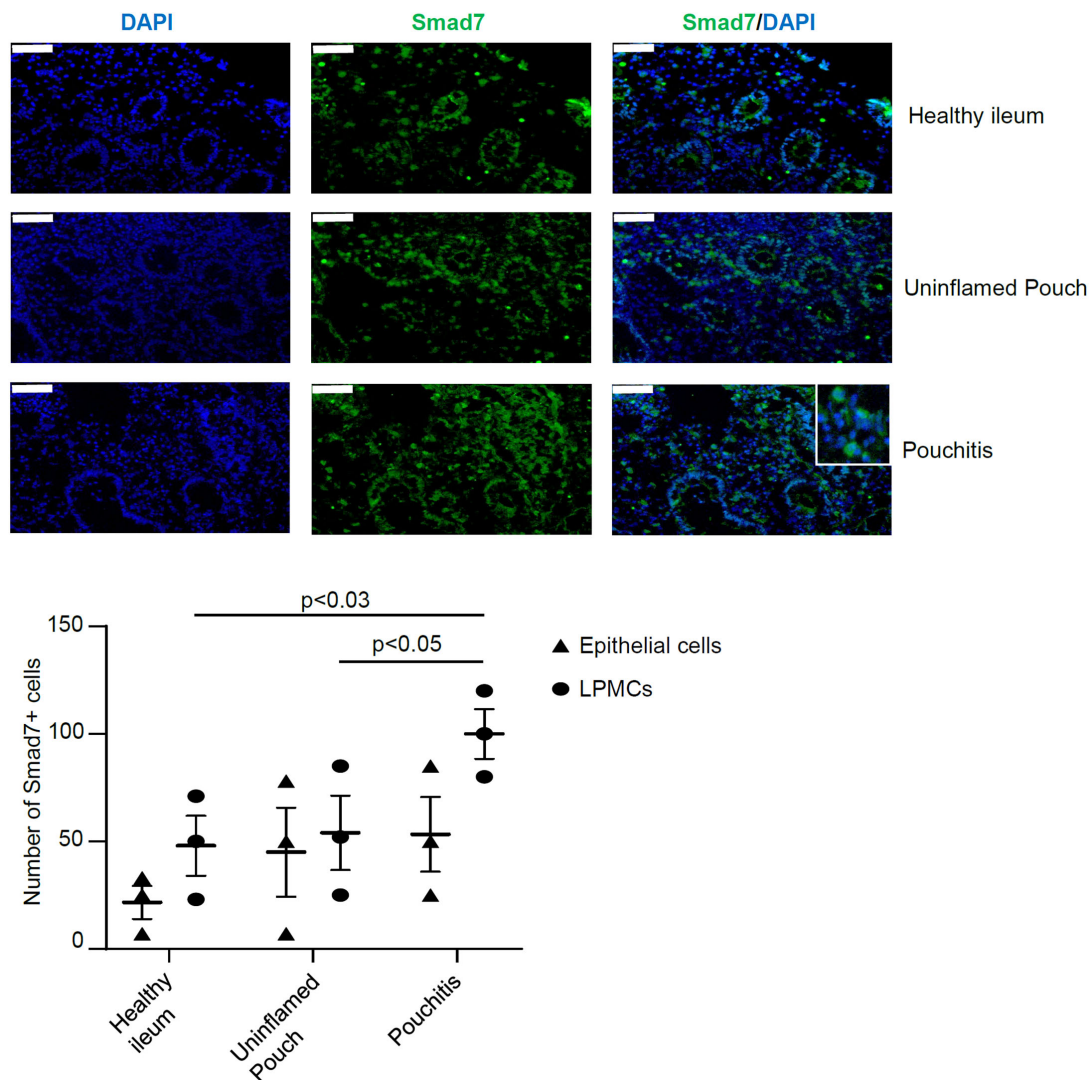 DAPI
Smad7
Smad7/DAPI
Healthy ileum
Uninflamed Pouch
Pouchitis
p<0.03
p<0.05
150
100
50
0
Number of Smad7+ cells
Epithelial cells
LPMCs
Healthy
ileum
Uninflamed
Pouch
Pouchitis